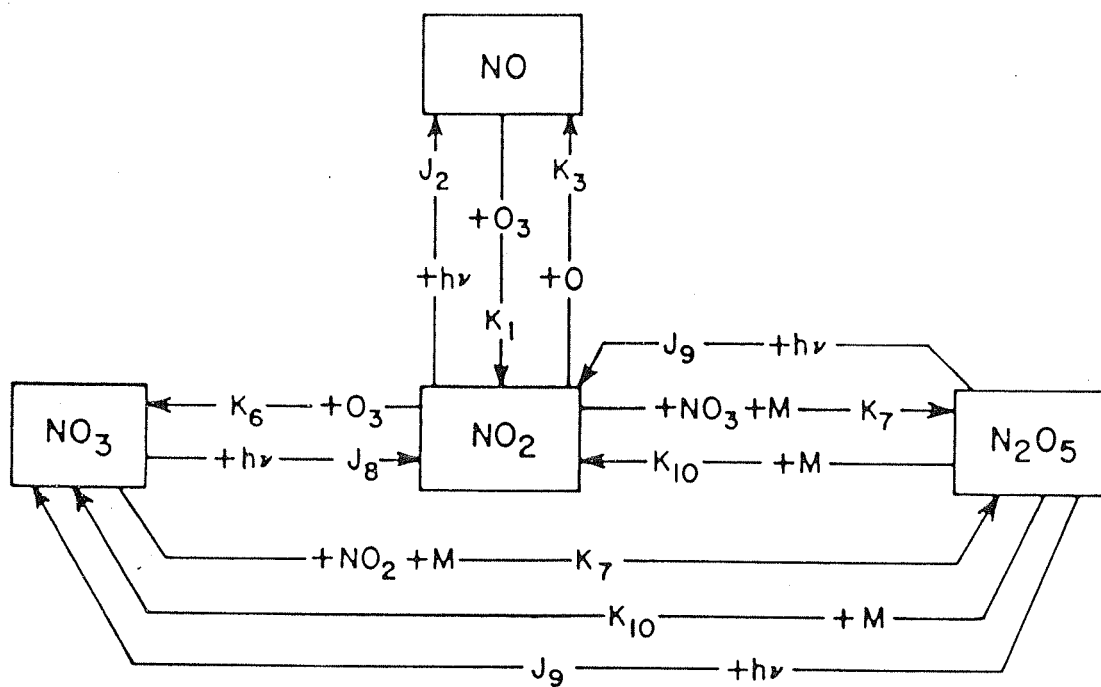 NO
J₂ K₃
+O₃
+hν +O
K₁
J₉ +hν
NO₃ K₆ +O₃ NO₂ +NO₃ +M K₇ N₂O₅
+hν J₈ K₁₀ +M
+NO₂ +M K₇
K₁₀ +M
J₉ +hν